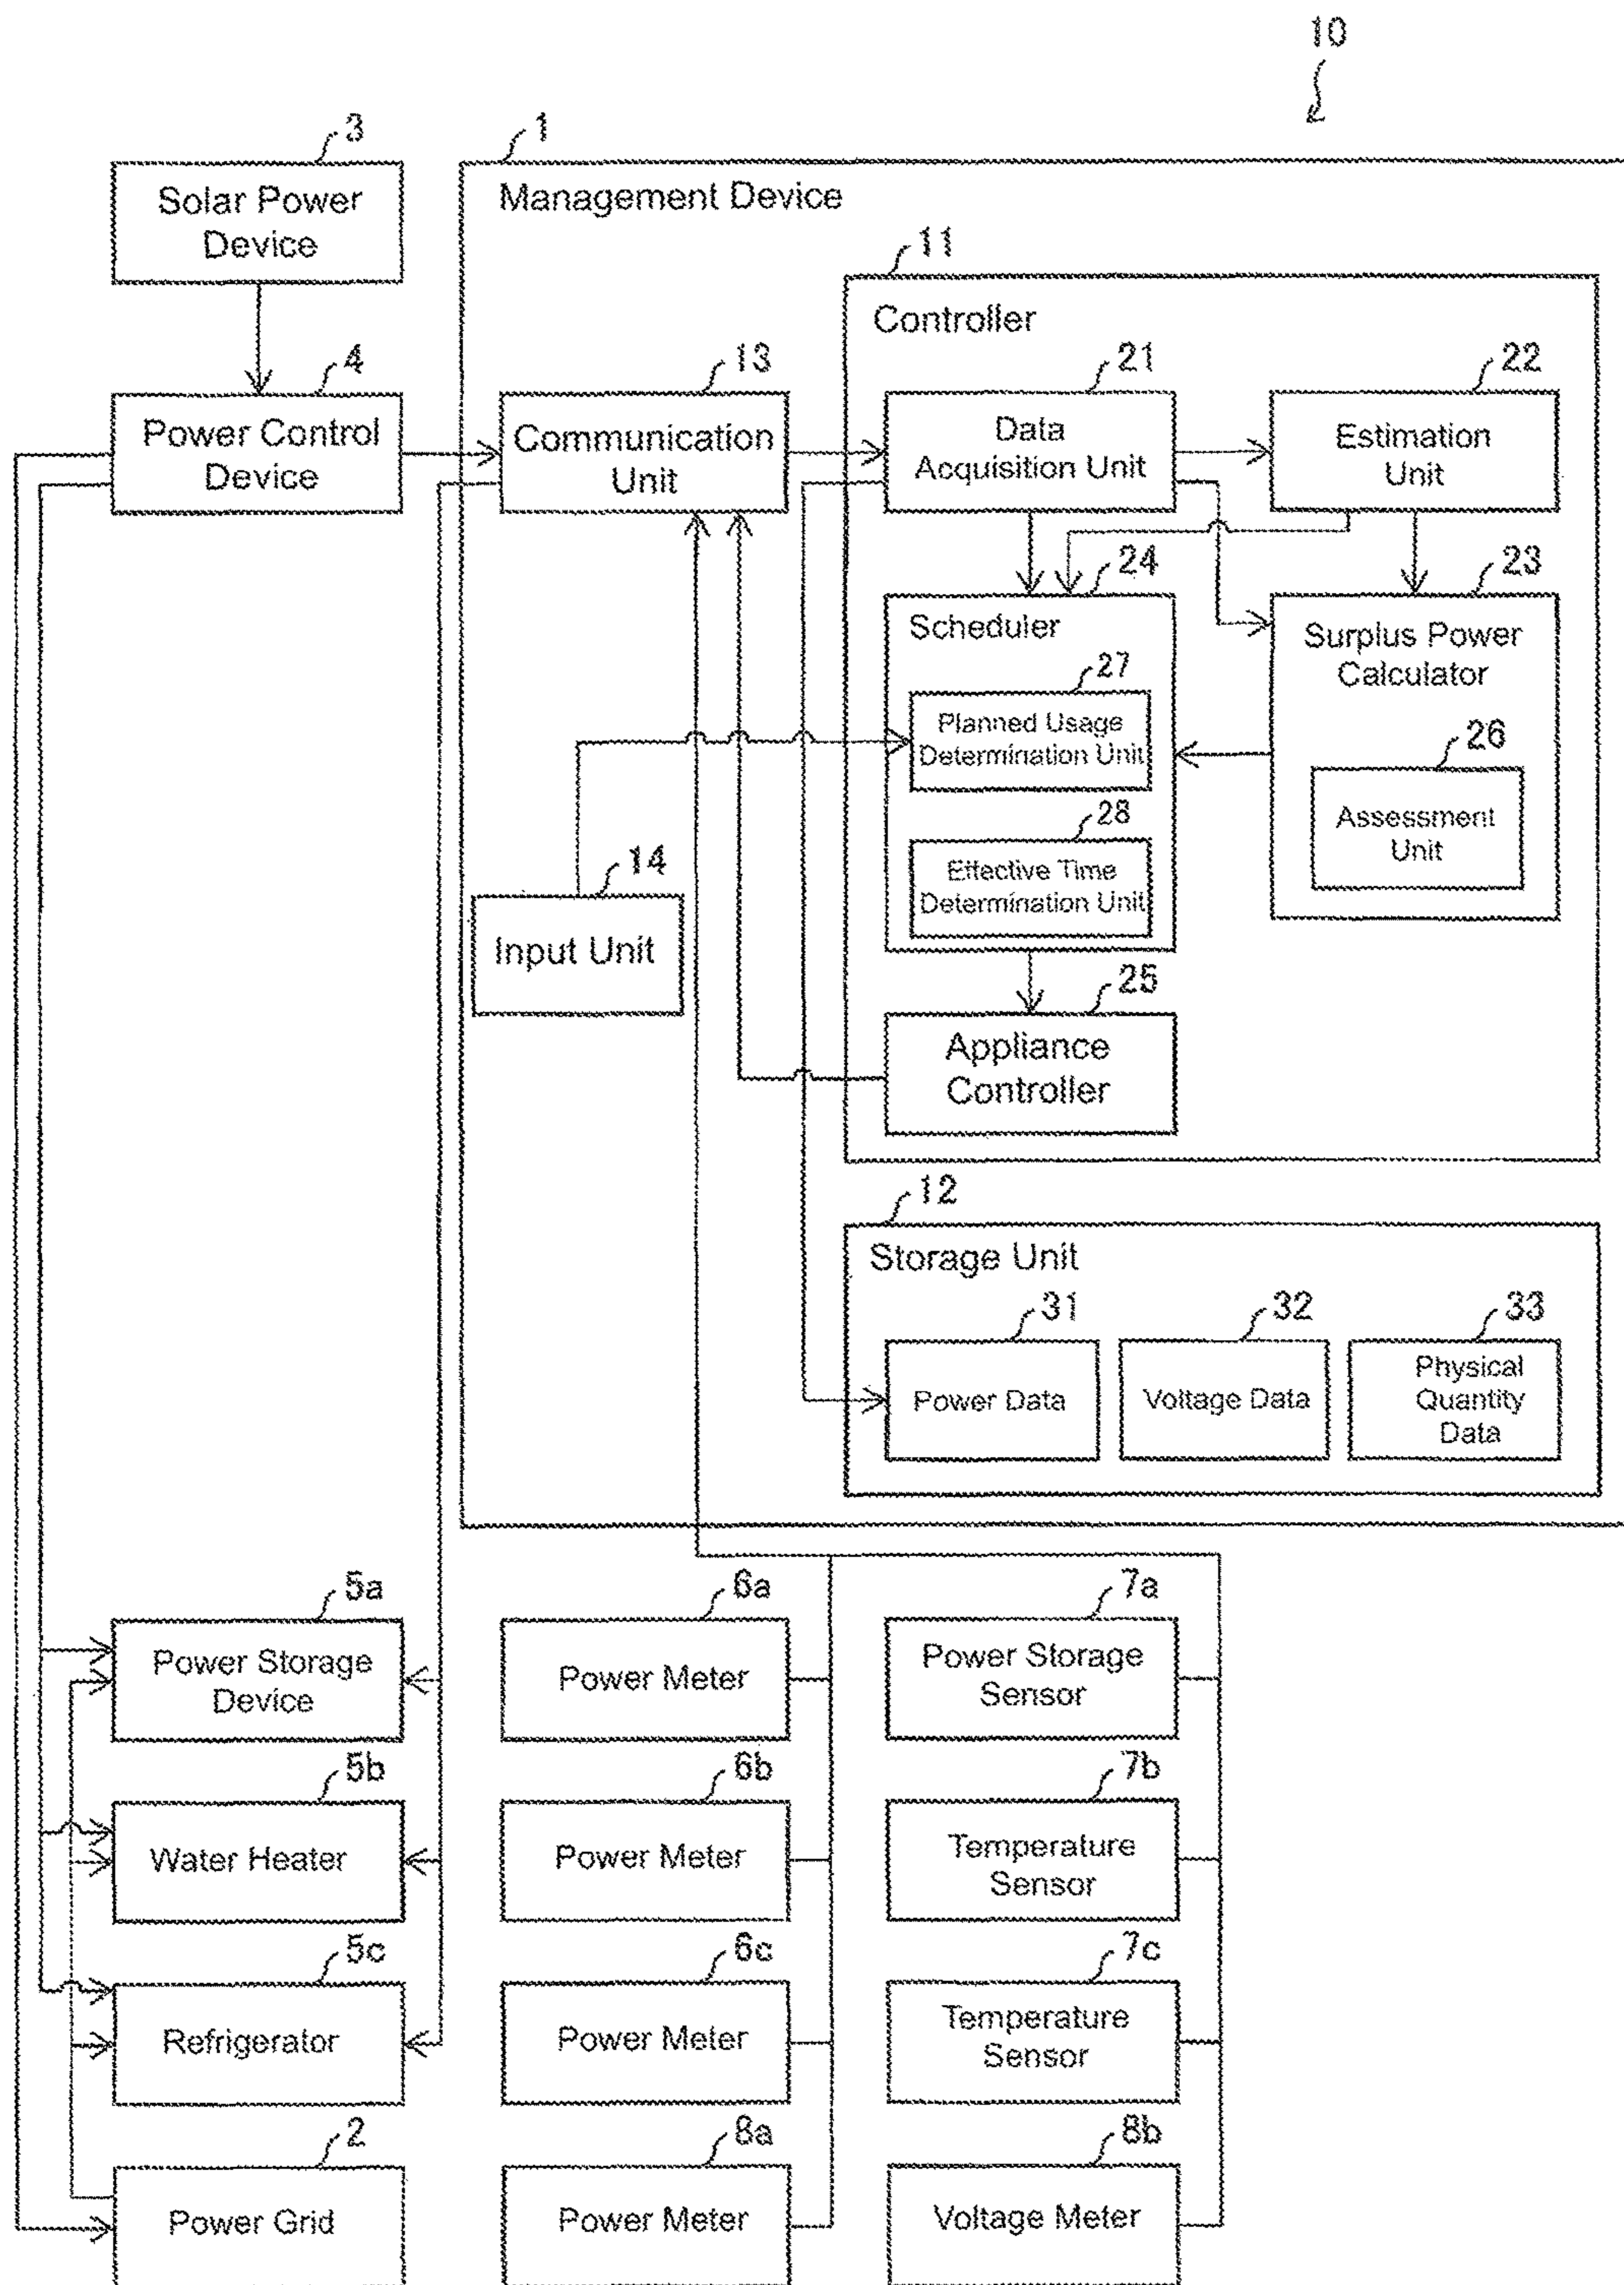 10
3
1
Solar Power
Device
Management Device
11
Controller
4
13
21
22
Power Control
Device
Communication
Unit
Data
Acquisition Unit
Estimation
Unit
24
23
Scheduler
Surplus Power
Calculator
27
Planned Usage
Determination Unit
26
Assessment
Unit
28
Effective Time
Determination Unit
14
Input Unit
25
Appliance
Controller
12
Storage Unit
31
32
33
Power Data
Voltage Data
Physical
Quantity
Data
5a
6a
7a
Power Storage
Device
Power Meter
Power Storage
Sensor
5b
6b
7b
Water Heater
Power Meter
Temperature
Sensor
5c
6c
7c
Refrigerator
Power Meter
Temperature
Sensor
2
8a
8b
Power Grid
Power Meter
Voltage Meter